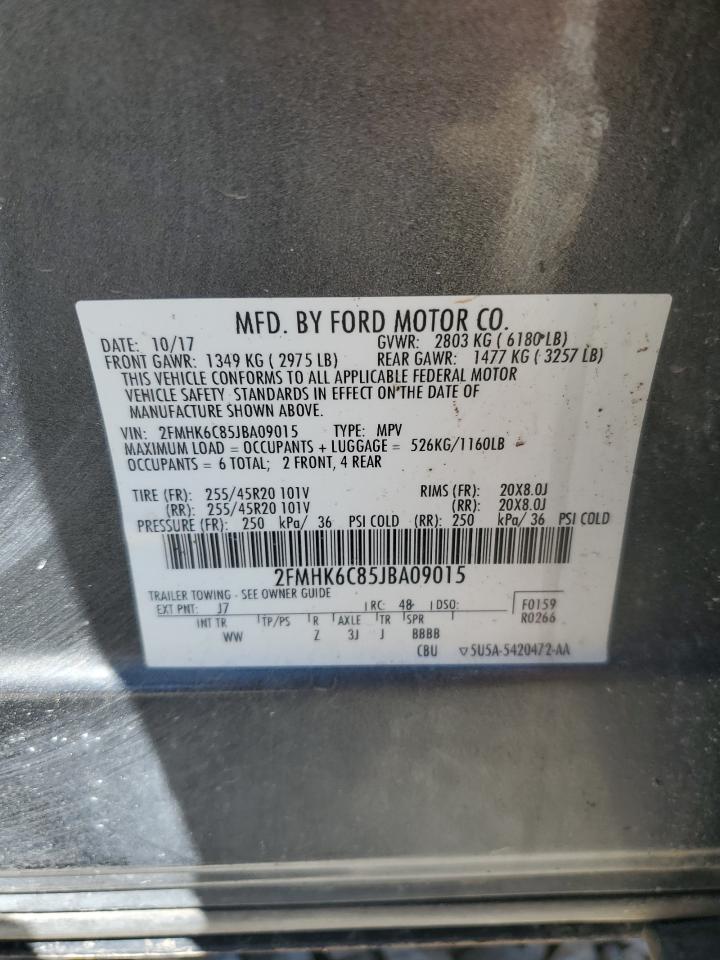 MFD. BY FORD MOTOR CO.
DATE: 10/17 GVWR: 2803 KG ( 6180 LB)
FRONT GAWR: 1349 KG ( 2975 LB) REAR GAWR: 1477 KG ( 3257 LB)
THIS VEHICLE CONFORMS TO ALL APPLICABLE FEDERAL MOTOR
VEHICLE SAFETY STANDARDS IN EFFECT ON THE DATE OF
MANUFACTURE SHOWN ABOVE.
VIN: 2FMHK6C85JBA09015 TYPE: MPV
MAXIMUM LOAD = OCCUPANTS + LUGGAGE = 526KG/1160LB
OCCUPANTS = 6 TOTAL; 2 FRONT, 4 REAR
TIRE (FR): 255/45R20 101V RIMS (FR): 20X8.0J
(RR): 255/45R20 101V (RR): 20X8.0J
PRESSURE (FR): 250 kPa/ 36 PSI COLD (RR): 250 kPa/ 36 PSI COLD
2FMHK6C85JBA09015
TRAILER TOWING - SEE OWNER GUIDE
EXT PNT: J7 RC: 48 DSO: F0159
INT TR TP/PS R AXLE TR SPR R0266
WW Z 3J J BBBB
CBU ▽5U5A-5420472-AA